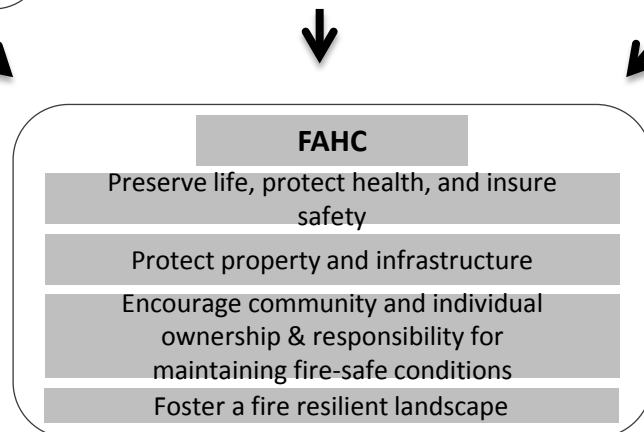 FAHC
Preserve life, protect health, and insure
safety
Protect property and infrastructure
Encourage community and individual
ownership & responsibility for
maintaining fire-safe conditions
Foster a fire resilient landscape